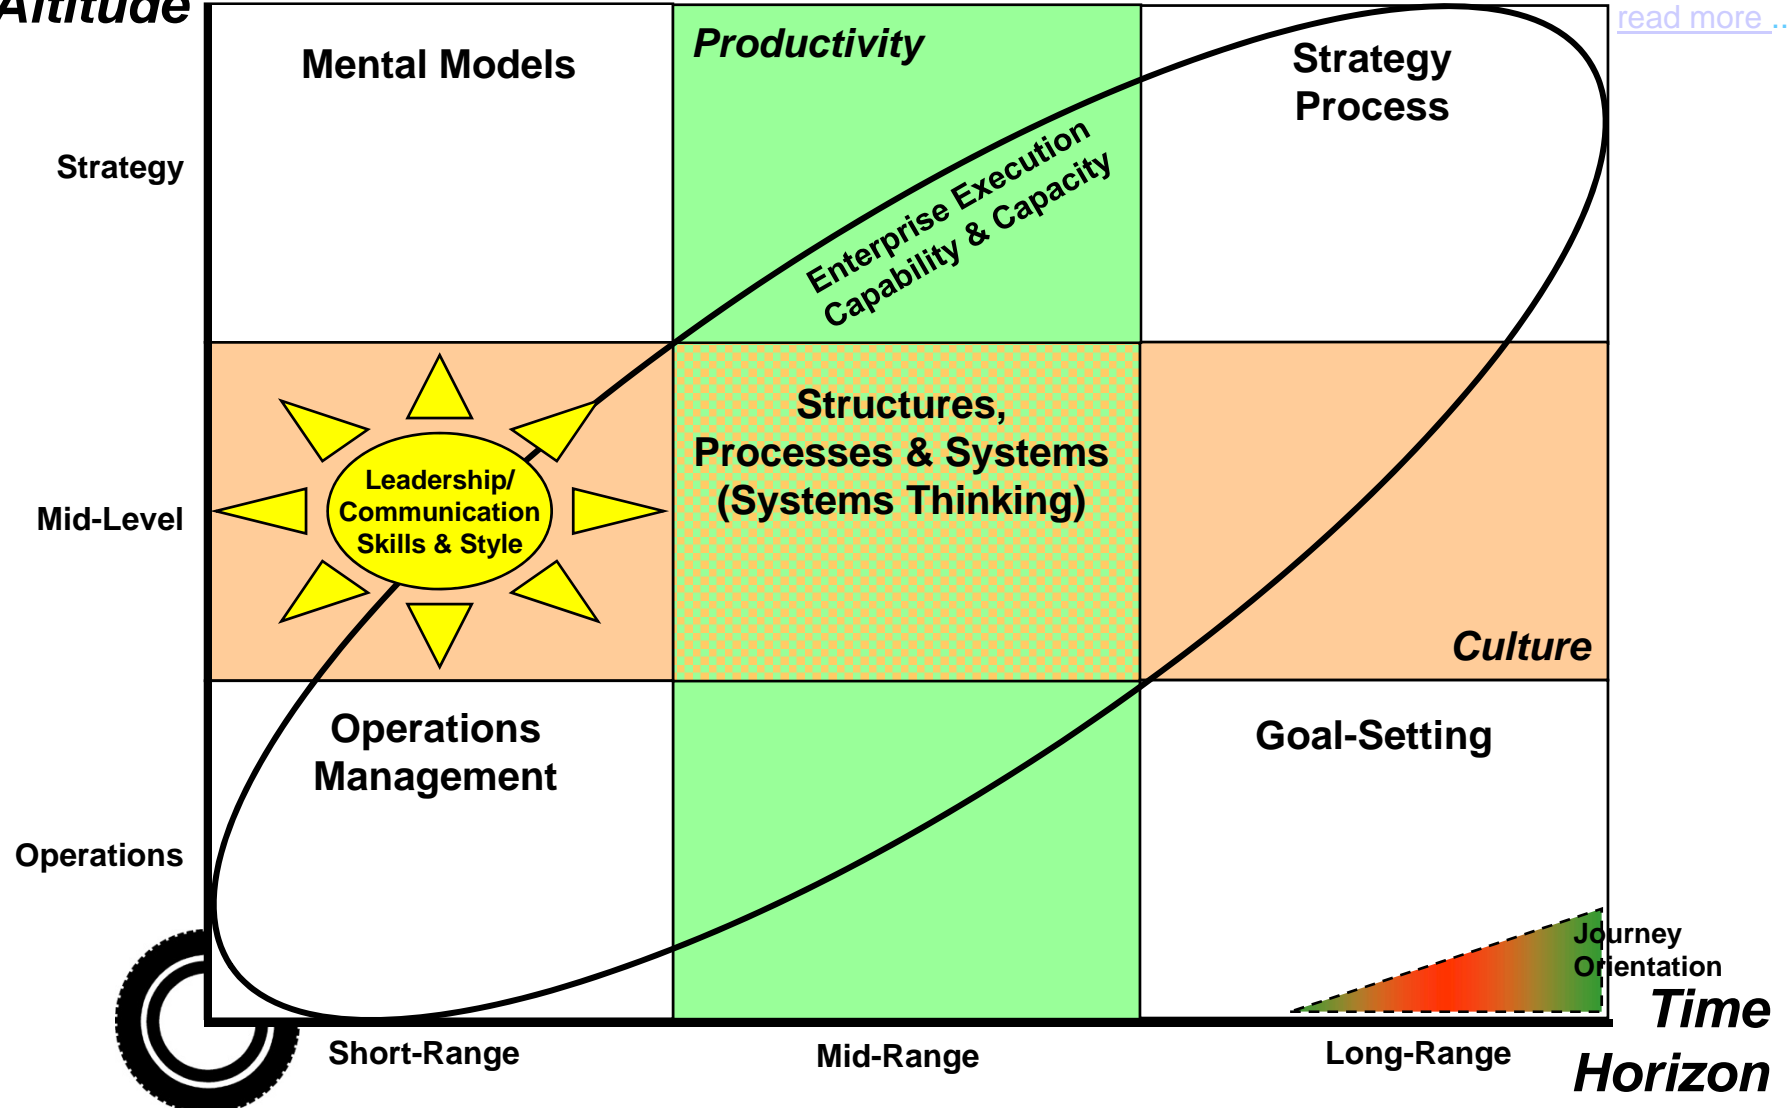 Altitude
read more ..
Mental Models
Productivity
Strategy
Process
Strategy
Enterprise Execution
Capability & Capacity
Structures,
Processes & Systems
(Systems Thinking)
Leadership/
Communication
Skills & Style
Mid-Level
Culture
Operations
Management
Goal-Setting
Operations
Journey
Orientation
Time
Horizon
Short-Range
Mid-Range
Long-Range